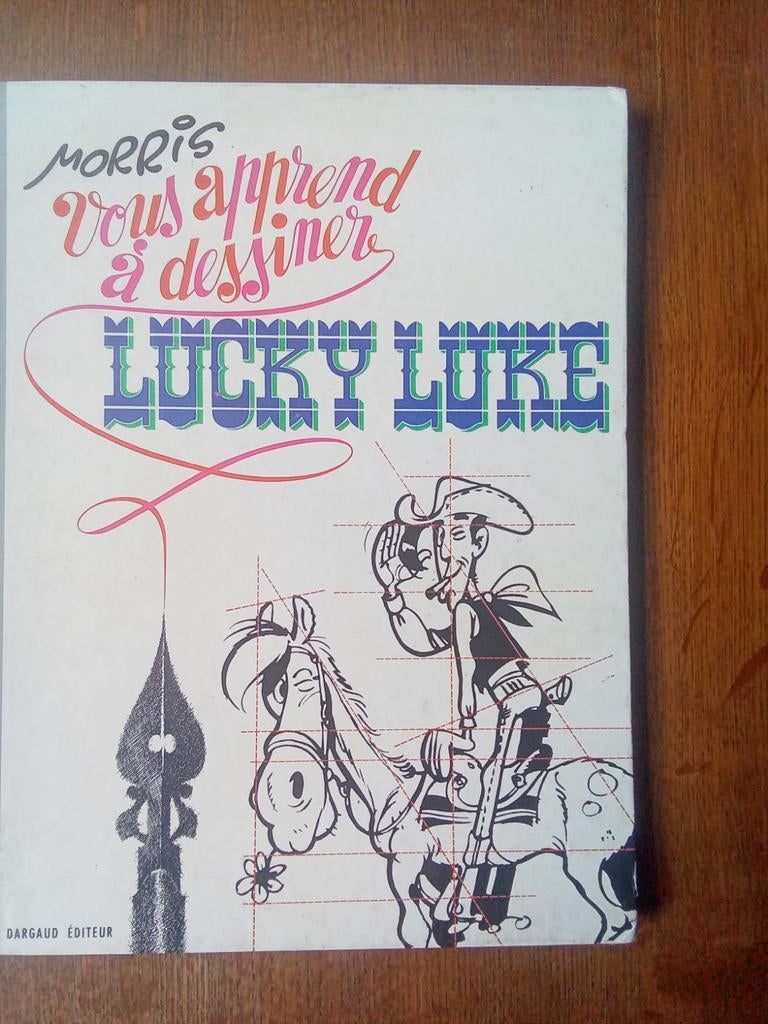 MORRIS
Vous apprend
à dessiner
LUCKY LUKE
DARGAUD ÉDITEUR